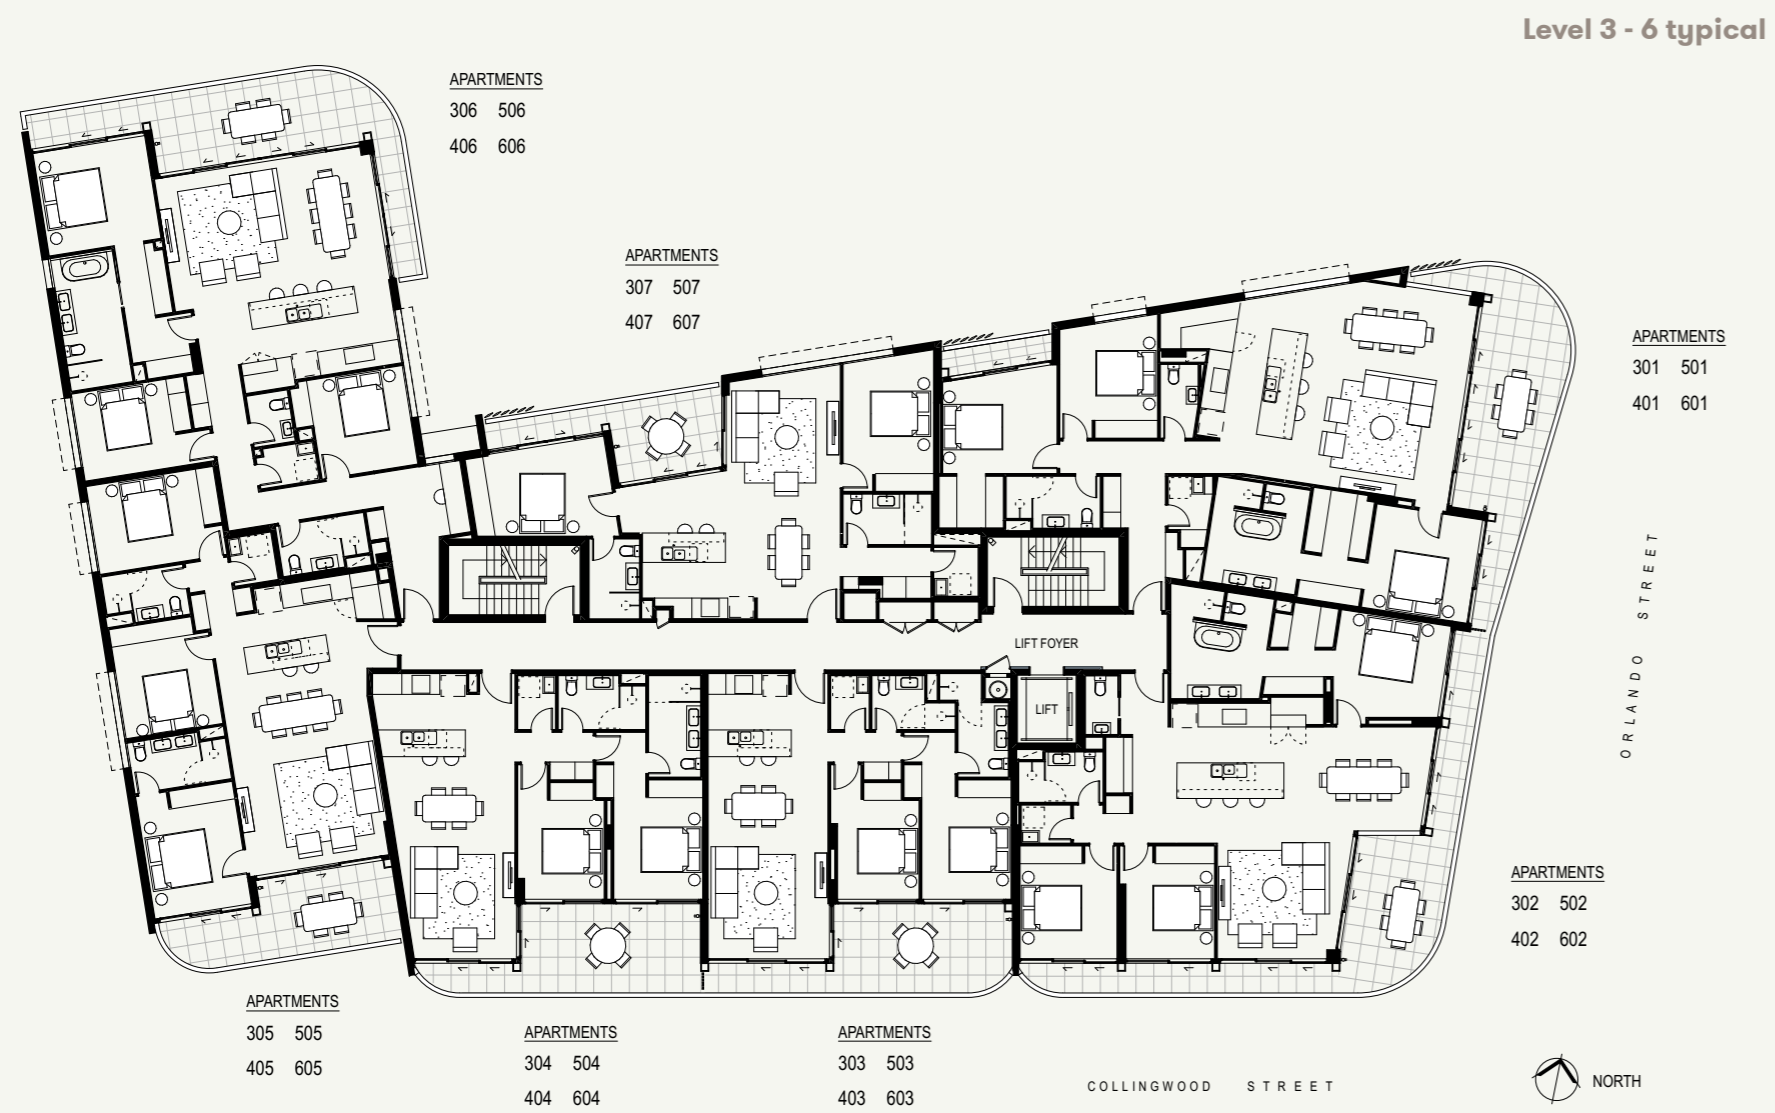 Level 3 - 6 typical
APARTMENTS
306 506
406 606
APARTMENTS
307 507
407 607
APARTMENTS
301 501
401 601
ORLANDO STREET
LIFT FOYER
LIFT
APARTMENTS
302 502
402 602
APARTMENTS
305 505
405 605
APARTMENTS
304 504
404 604
APARTMENTS
303 503
403 603
COLLINGWOOD STREET
NORTH